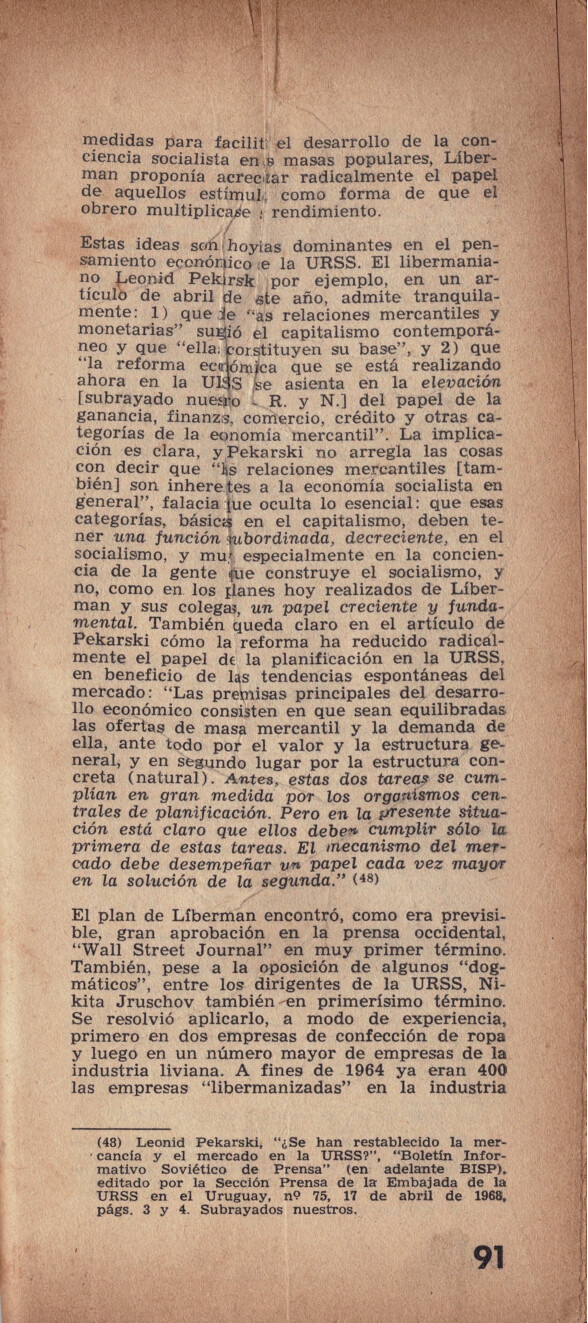 medidas para facilit el desarrollo de la con-
ciencia socialista en s masas populares, Líber-
man proponía acrec tar radicalmente el papel
de aquellos estímul como forma de que el
obrero multiplicase rendimiento.
Estas ideas son hoy las dominantes en el pen-
samiento económico e la URSS. El libermania-
no Leonid Pekarski por ejemplo, en un ar-
tículo de abril de este año, admite tranquila-
mente: 1) que de “as relaciones mercantiles y
monetarias” surgió el capitalismo contemporá-
neo y que “ella constituyen su base”, y 2) que
“la reforma económica que se está realizando
ahora en la URSS se asienta en la elevación
[subrayado nuestro - R. y N.] del papel de la
ganancia, finanzas, comercio, crédito y otras ca-
tegorías de la economía mercantil”. La implica-
ción es clara, y Pekarski no arregla las cosas
con decir que “las relaciones mercantiles [tam-
bién] son inherentes a la economía socialista en
general”, falacia que oculta lo esencial: que esas
categorías, básicas en el capitalismo, deben te-
ner una función subordinada, decreciente, en el
socialismo, y muy especialmente en la concien-
cia de la gente que construye el socialismo, y
no, como en los planes hoy realizados de Líber-
man y sus colegas, un papel creciente y funda-
mental. También queda claro en el artículo de
Pekarski cómo la reforma ha reducido radical-
mente el papel de la planificación en la URSS,
en beneficio de las tendencias espontáneas del
mercado: “Las premisas principales del desarro-
llo económico consisten en que sean equilibradas
las ofertas de masa mercantil y la demanda de
ella, ante todo por el valor y la estructura ge-
neral, y en segundo lugar por la estructura con-
creta (natural). Antes, estas dos tareas se cum-
plían en gran medida por los organismos cen-
trales de planificación. Pero en la presente situa-
ción está claro que ellos deben cumplir sólo la
primera de estas tareas. El mecanismo del mer-
cado debe desempeñar un papel cada vez mayor
en la solución de la segunda.” (48)
El plan de Líberman encontró, como era previsi-
ble, gran aprobación en la prensa occidental,
“Wall Street Journal” en muy primer término.
También, pese a la oposición de algunos “dog-
máticos”, entre los dirigentes de la URSS, Ni-
kita Jruschov también en primerísimo término.
Se resolvió aplicarlo, a modo de experiencia,
primero en dos empresas de confección de ropa
y luego en un número mayor de empresas de la
industria liviana. A fines de 1964 ya eran 400
las empresas “libermanizadas” en la industria
(48) Leonid Pekarski, “¿Se han restablecido la mer-
cancía y el mercado en la URSS?”, “Boletín Infor-
mativo Soviético de Prensa” (en adelante BISP),
editado por la Sección Prensa de la Embajada de la
URSS en el Uruguay, nº 75, 17 de abril de 1968,
págs. 3 y 4. Subrayados nuestros.
91